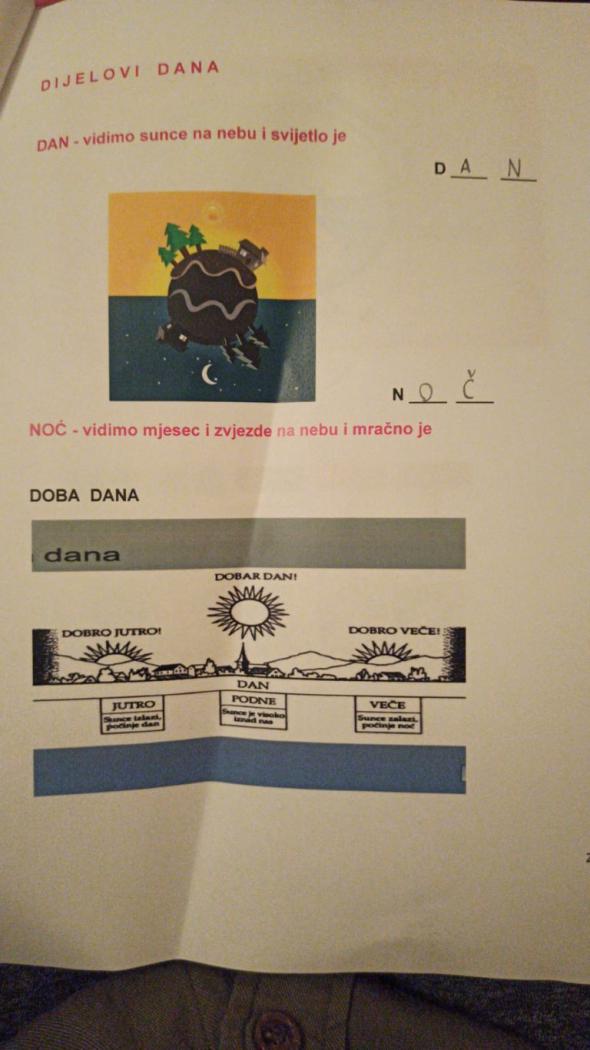 DIJELOVI DANA
DAN - vidimo sunce na nebu i svijetlo je
D A N
N O Č
NOĆ - vidimo mjesec i zvjezde na nebu i mračno je
DOBA DANA
dana
DOBAR DAN!
DOBRO JUTRO!
DOBRO VEČE!
DAN
JUTRO
Sunce izlazi,
počinje dan
PODNE
Sunce je visoko
iznad nas
VEČE
Sunce zalazi,
počinje noć